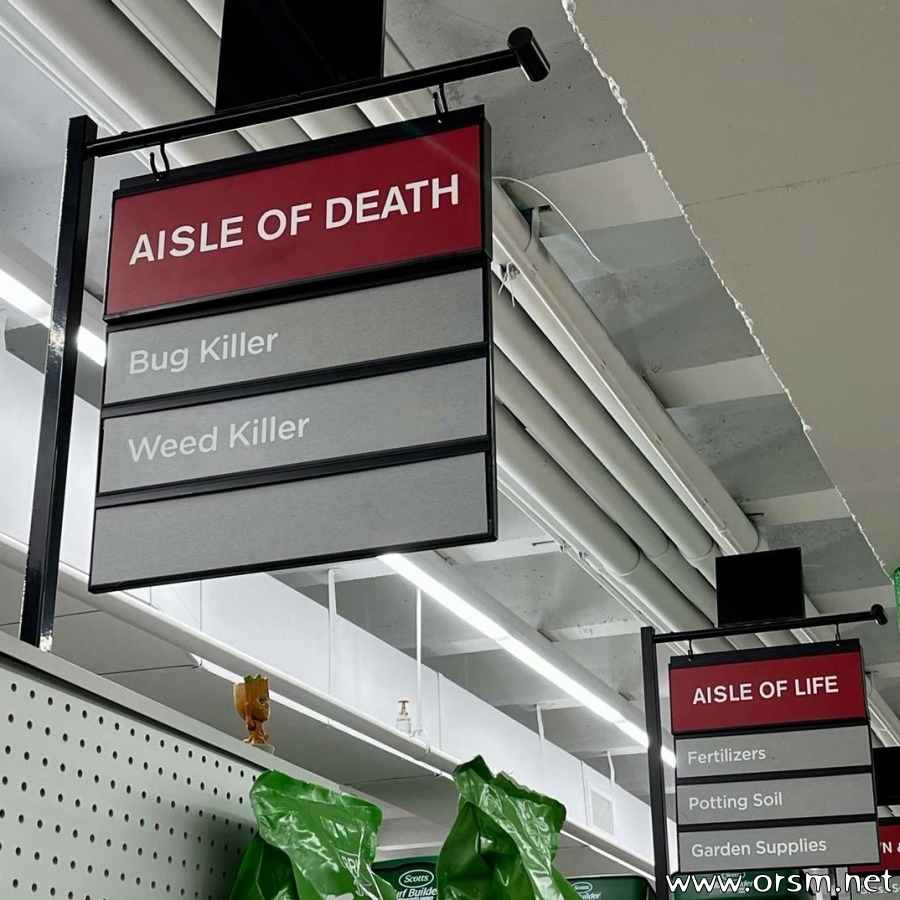 AISLE OF DEATH
Bug Killer
Weed Killer
AISLE OF LIFE
Fertilizers
Potting Soil
Garden Supplies
Scotts
Builder
www.orsm.net